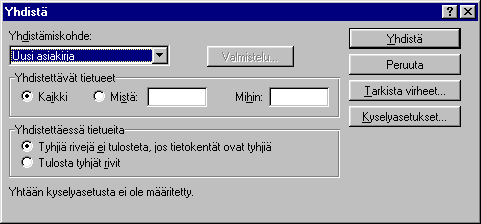 Yhdistä
Yhdistämiskohde:
Uusi asiakirja
Valmistelu...
Yhdistettävät tietueet
Kaikki Mistä: Mihin:
Yhdistettäessä tietueita
Tyhjiä rivejä ei tulosteta, jos tietokentät ovat tyhjiä
Tulosta tyhjät rivit
Yhtään kyselyasetusta ei ole määritetty.
Yhdistä
Peruuta
Tarkista virheet...
Kyselyasetukset...